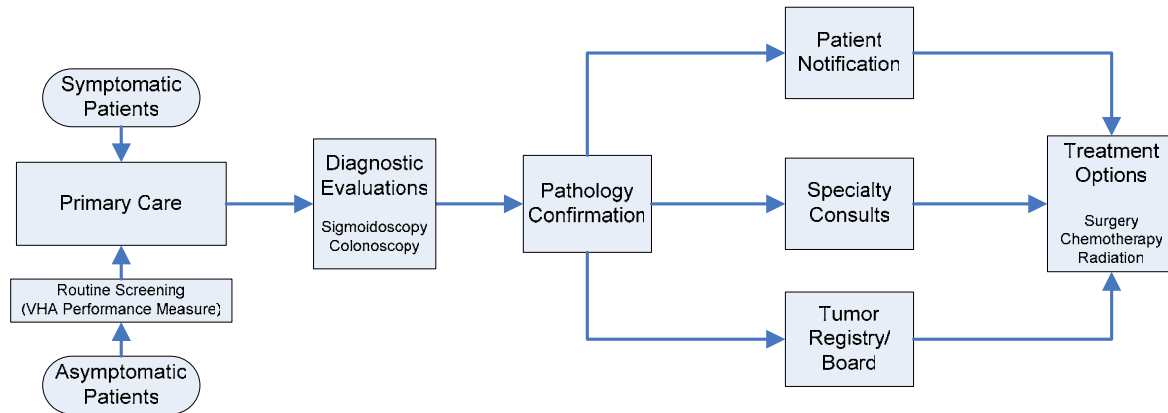 Symptomatic
Patients
Primary Care
Routine Screening
(VHA Performance Measure)
Asymptomatic
Patients
Diagnostic
Evaluations
Sigmoidoscopy
Colonoscopy
Pathology
Confirmation
Patient
Notification
Specialty
Consults
Tumor
Registry/
Board
Treatment
Options
Surgery
Chemotherapy
Radiation